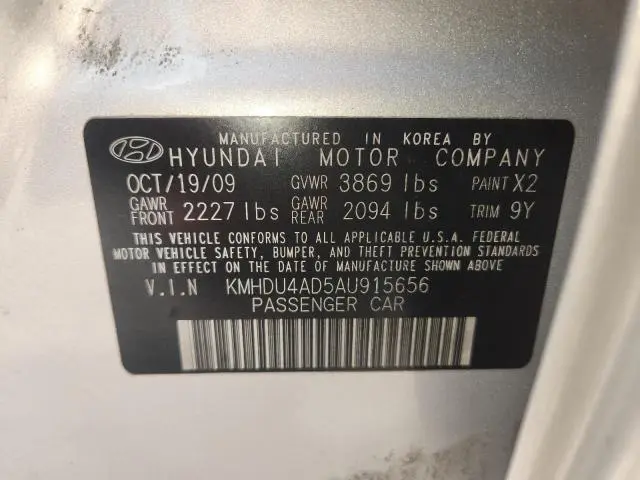 MANUFACTURED IN KOREA BY
HYUNDAI MOTOR COMPANY
OCT/19/09 GVWR 3869 lbs PAINT X2
GAWR FRONT 2227 lbs GAWR REAR 2094 lbs TRIM 9Y
THIS VEHICLE CONFORMS TO ALL APPLICABLE U.S.A. FEDERAL
MOTOR VEHICLE SAFETY, BUMPER, AND THEFT PREVENTION STANDARDS
IN EFFECT ON THE DATE OF MANUFACTURE SHOWN ABOVE
V.I.N KMHDU4AD5AU915656
PASSENGER CAR